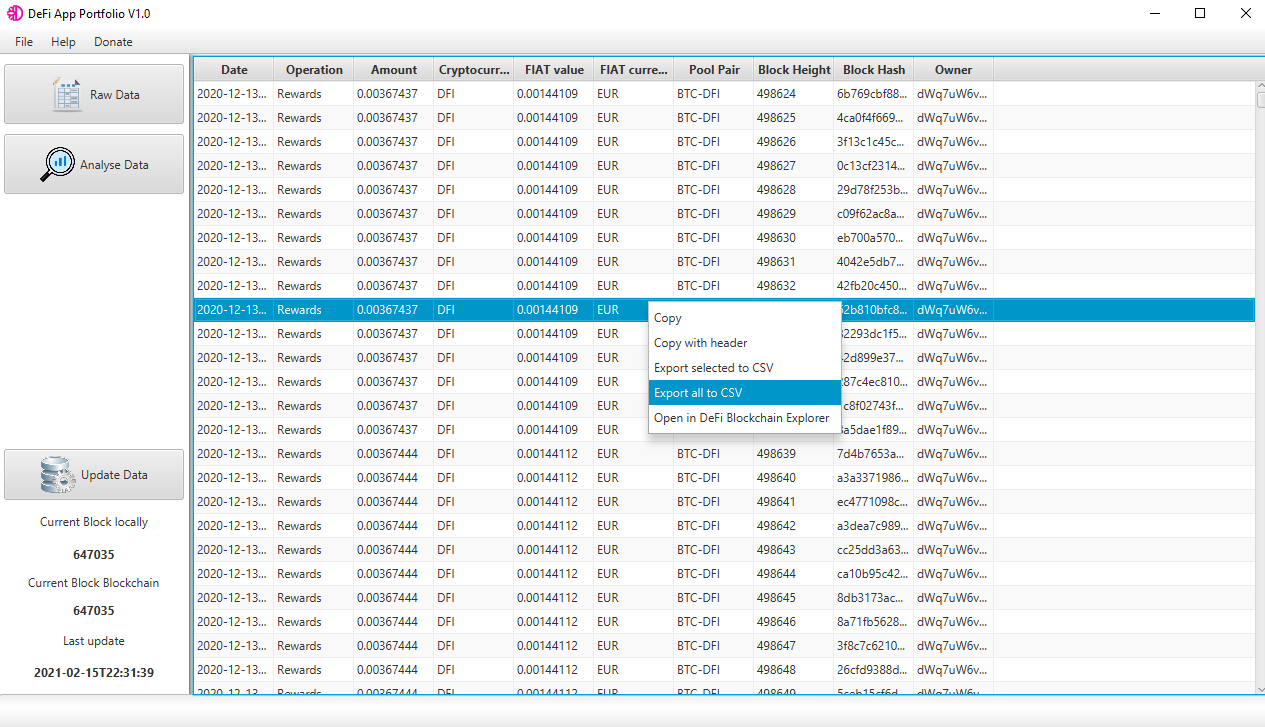 DeFi App Portfolio V1.0
File Help Donate
Raw Data
Analyse Data
Update Data
Current Block locally
647035
Current Block Blockchain
647035
Last update
2021-02-15T22:31:39
Date Operation Amount Cryptocurr... FIAT value FIAT curre... Pool Pair Block Height Block Hash Owner
2020-12-13... Rewards 0.00367437 DFI 0.00144109 EUR BTC-DFI 498624 6b769cbf88... dWq7uW6v...
2020-12-13... Rewards 0.00367437 DFI 0.00144109 EUR BTC-DFI 498625 4ca0f4f669... dWq7uW6v...
2020-12-13... Rewards 0.00367437 DFI 0.00144109 EUR BTC-DFI 498626 3f13c1c45c... dWq7uW6v...
2020-12-13... Rewards 0.00367437 DFI 0.00144109 EUR BTC-DFI 498627 0c13cf2314... dWq7uW6v...
2020-12-13... Rewards 0.00367437 DFI 0.00144109 EUR BTC-DFI 498628 29d78f253b... dWq7uW6v...
2020-12-13... Rewards 0.00367437 DFI 0.00144109 EUR BTC-DFI 498629 c09f62ac8a... dWq7uW6v...
2020-12-13... Rewards 0.00367437 DFI 0.00144109 EUR BTC-DFI 498630 eb700a570... dWq7uW6v...
2020-12-13... Rewards 0.00367437 DFI 0.00144109 EUR BTC-DFI 498631 4042e5db7... dWq7uW6v...
2020-12-13... Rewards 0.00367437 DFI 0.00144109 EUR BTC-DFI 498632 42fb20c450... dWq7uW6v...
2020-12-13... Rewards 0.00367437 DFI 0.00144109 EUR 62b810bfc8... dWq7uW6v...
2020-12-13... Rewards 0.00367437 DFI 0.00144109 EUR 2293dc1f5... dWq7uW6v...
2020-12-13... Rewards 0.00367437 DFI 0.00144109 EUR 2d899e37... dWq7uW6v...
2020-12-13... Rewards 0.00367437 DFI 0.00144109 EUR 87c4ec810... dWq7uW6v...
2020-12-13... Rewards 0.00367437 DFI 0.00144109 EUR c8f02743f... dWq7uW6v...
2020-12-13... Rewards 0.00367437 DFI 0.00144109 EUR a5dae1f89... dWq7uW6v...
Copy
Copy with header
Export selected to CSV
Export all to CSV
Open in DeFi Blockchain Explorer
2020-12-13... Rewards 0.00367444 DFI 0.00144112 EUR BTC-DFI 498639 7d4b7653a... dWq7uW6v...
2020-12-13... Rewards 0.00367444 DFI 0.00144112 EUR BTC-DFI 498640 a3a3371986... dWq7uW6v...
2020-12-13... Rewards 0.00367444 DFI 0.00144112 EUR BTC-DFI 498641 ec4771098c... dWq7uW6v...
2020-12-13... Rewards 0.00367444 DFI 0.00144112 EUR BTC-DFI 498642 a3dea7c989... dWq7uW6v...
2020-12-13... Rewards 0.00367444 DFI 0.00144112 EUR BTC-DFI 498643 cc25dd3a63... dWq7uW6v...
2020-12-13... Rewards 0.00367444 DFI 0.00144112 EUR BTC-DFI 498644 ca10b95c42... dWq7uW6v...
2020-12-13... Rewards 0.00367444 DFI 0.00144112 EUR BTC-DFI 498645 8db3173ac... dWq7uW6v...
2020-12-13... Rewards 0.00367444 DFI 0.00144112 EUR BTC-DFI 498646 8a71fb5628... dWq7uW6v...
2020-12-13... Rewards 0.00367444 DFI 0.00144112 EUR BTC-DFI 498647 3f8c7c6210... dWq7uW6v...
2020-12-13... Rewards 0.00367444 DFI 0.00144112 EUR BTC-DFI 498648 26cfd9388d... dWq7uW6v...
2020-12-13... Rewards 0.00367444 DFI 0.00144112 EUR BTC-DFI 498649 5ceb15cf6d... dWq7uW6v...